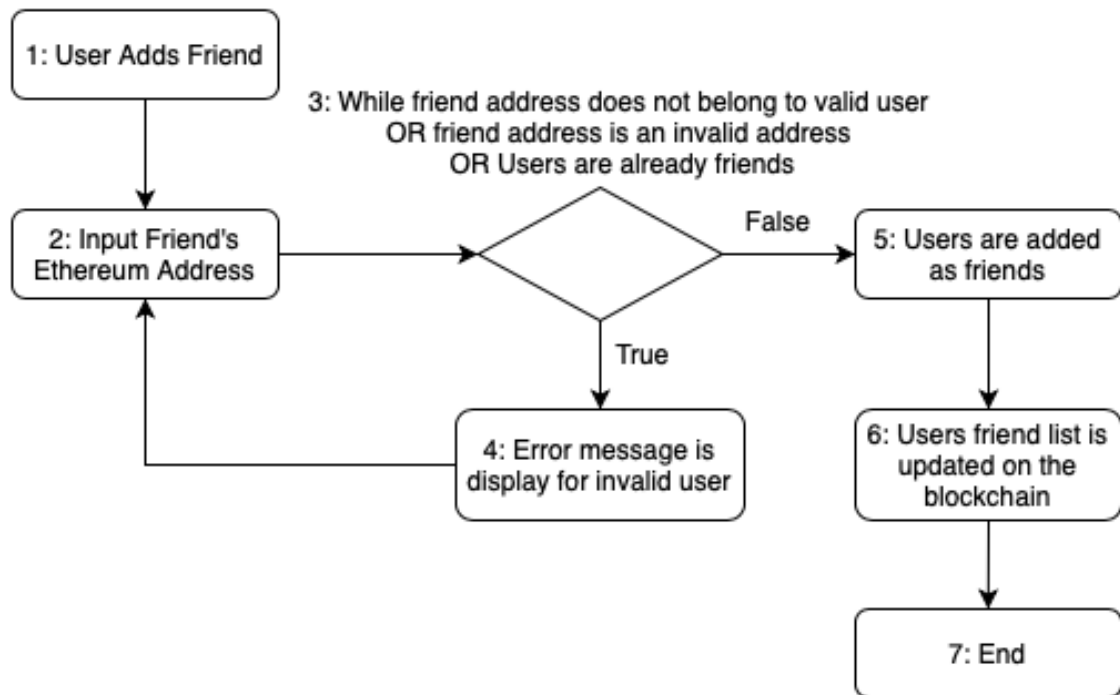 1: User Adds Friend
3: While friend address does not belong to valid user
OR friend address is an invalid address
OR Users are already friends
2: Input Friend's
Ethereum Address
False
5: Users are added
as friends
True
4: Error message is
display for invalid user
6: Users friend list is
updated on the
blockchain
7: End